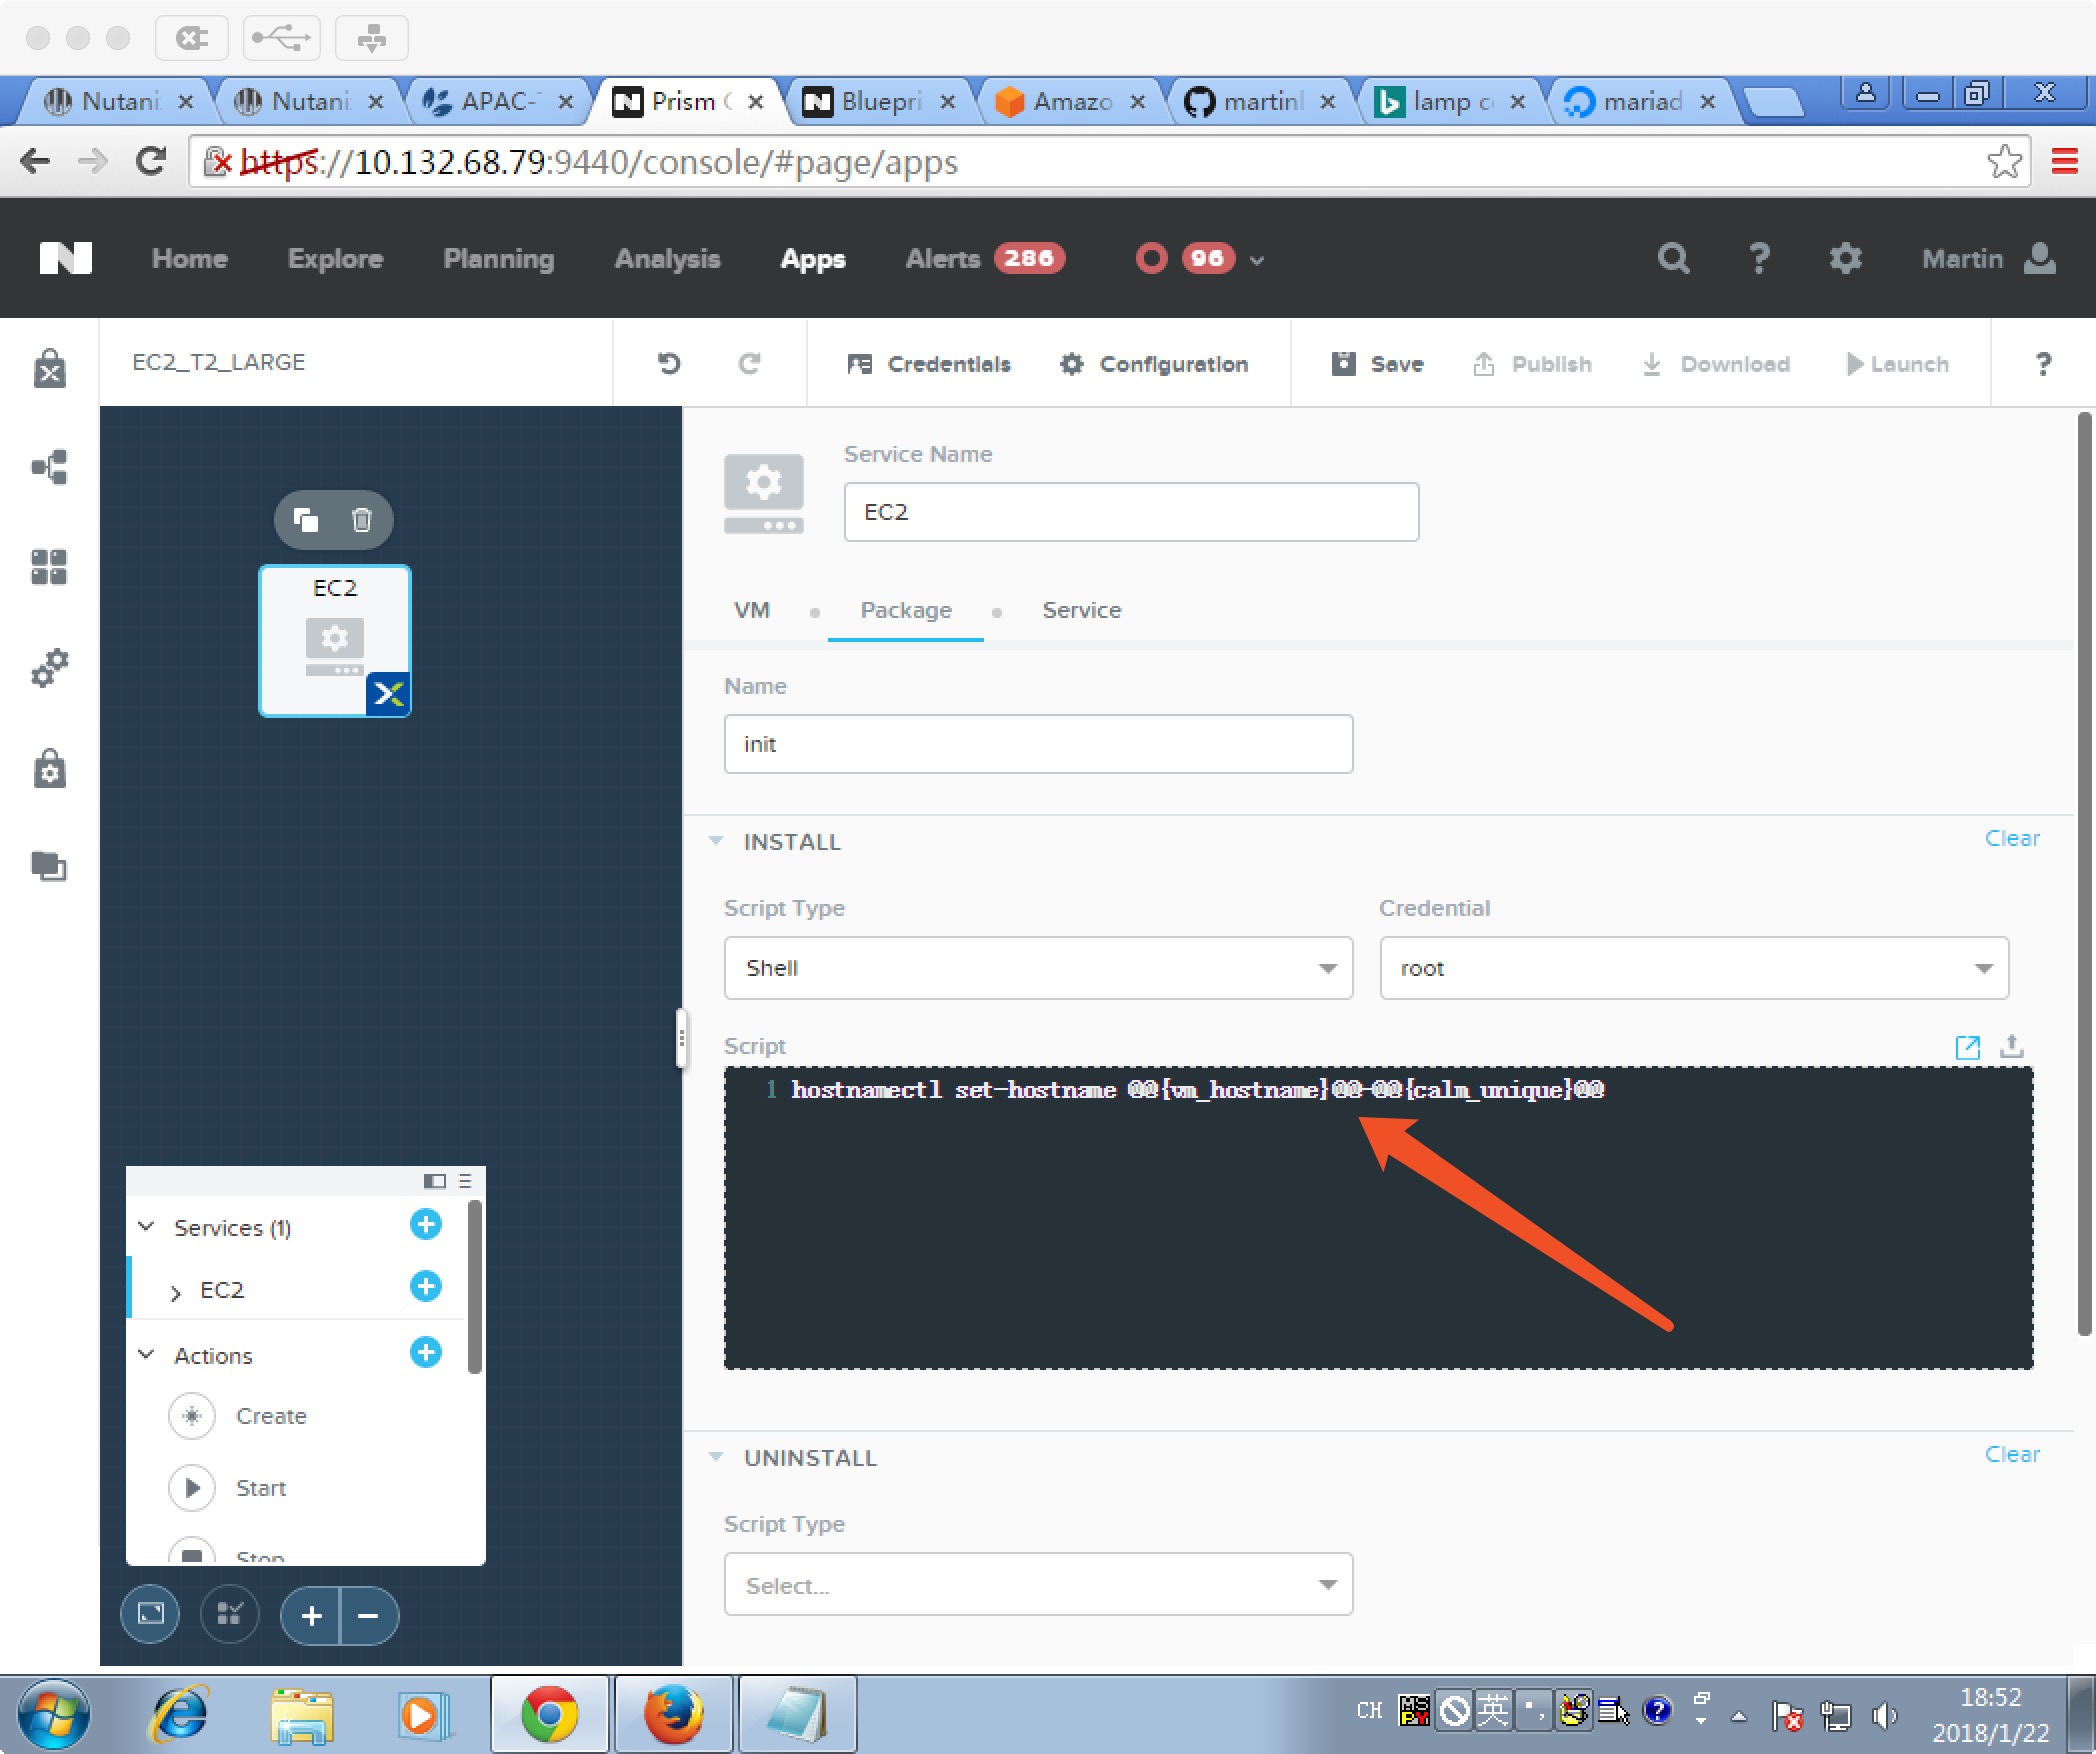 Nutani
Nutani
APAC-
Prism
Bluepri
Amazo
martin
lamp c
mariad
https://10.132.68.79:9440/console/#page/apps
Home
Explore
Planning
Analysis
Apps
Alerts 286
96
?
Martin
EC2_T2_LARGE
Credentials
Configuration
Save
Publish
Download
Launch
?
EC2
Service Name
EC2
VM
Package
Service
Name
init
INSTALL
Clear
Script Type
Credential
Shell
root
Script
1 hostnamectl set-hostname @@{vm_hostname}@@-@@{calm_unique}@@
Services (1)
EC2
Actions
Create
Start
Stop
UNINSTALL
Clear
Script Type
Select...
CH
英
18:52
2018/1/22